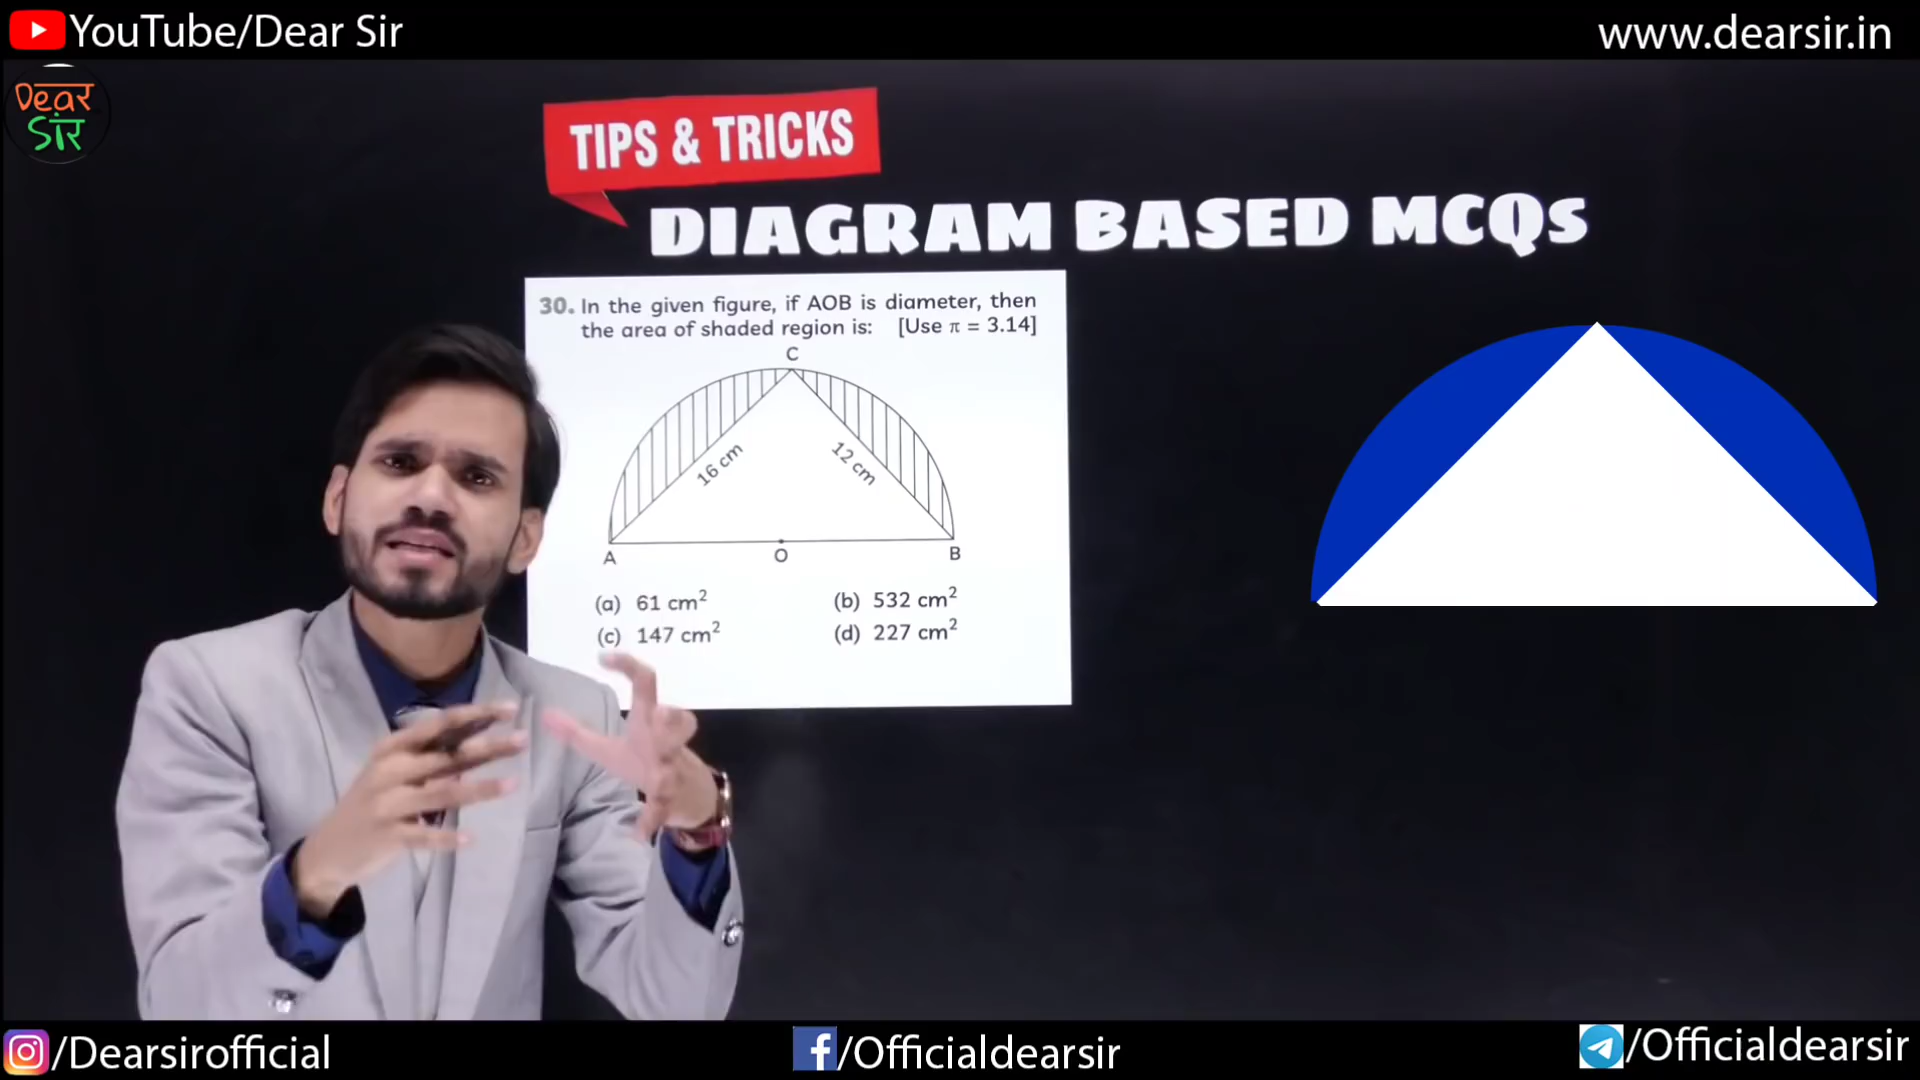 YouTube/Dear Sir
www.dearsir.in
Dear
सिर
TIPS & TRICKS
DIAGRAM BASED MCQs
30. In the given figure, if AOB is diameter, then
the area of shaded region is: [Use π = 3.14]
C
16 cm
12 cm
A
O
B
(a) 61 cm²
(b) 532 cm²
(c) 147 cm²
(d) 227 cm²
/Dearsirofficial
/Officialdearsir
/Officialdearsir